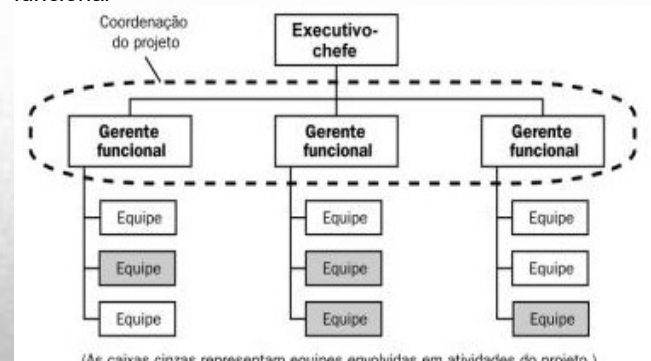 funcional
Coordenação
do projeto
Executivo-
chefe
Gerente
funcional
Gerente
funcional
Gerente
funcional
Equipe
Equipe
Equipe
Equipe
Equipe
Equipe
Equipe
Equipe
Equipe
(As caixas cinzas representam equipes envolvidas em atividades do projeto.)